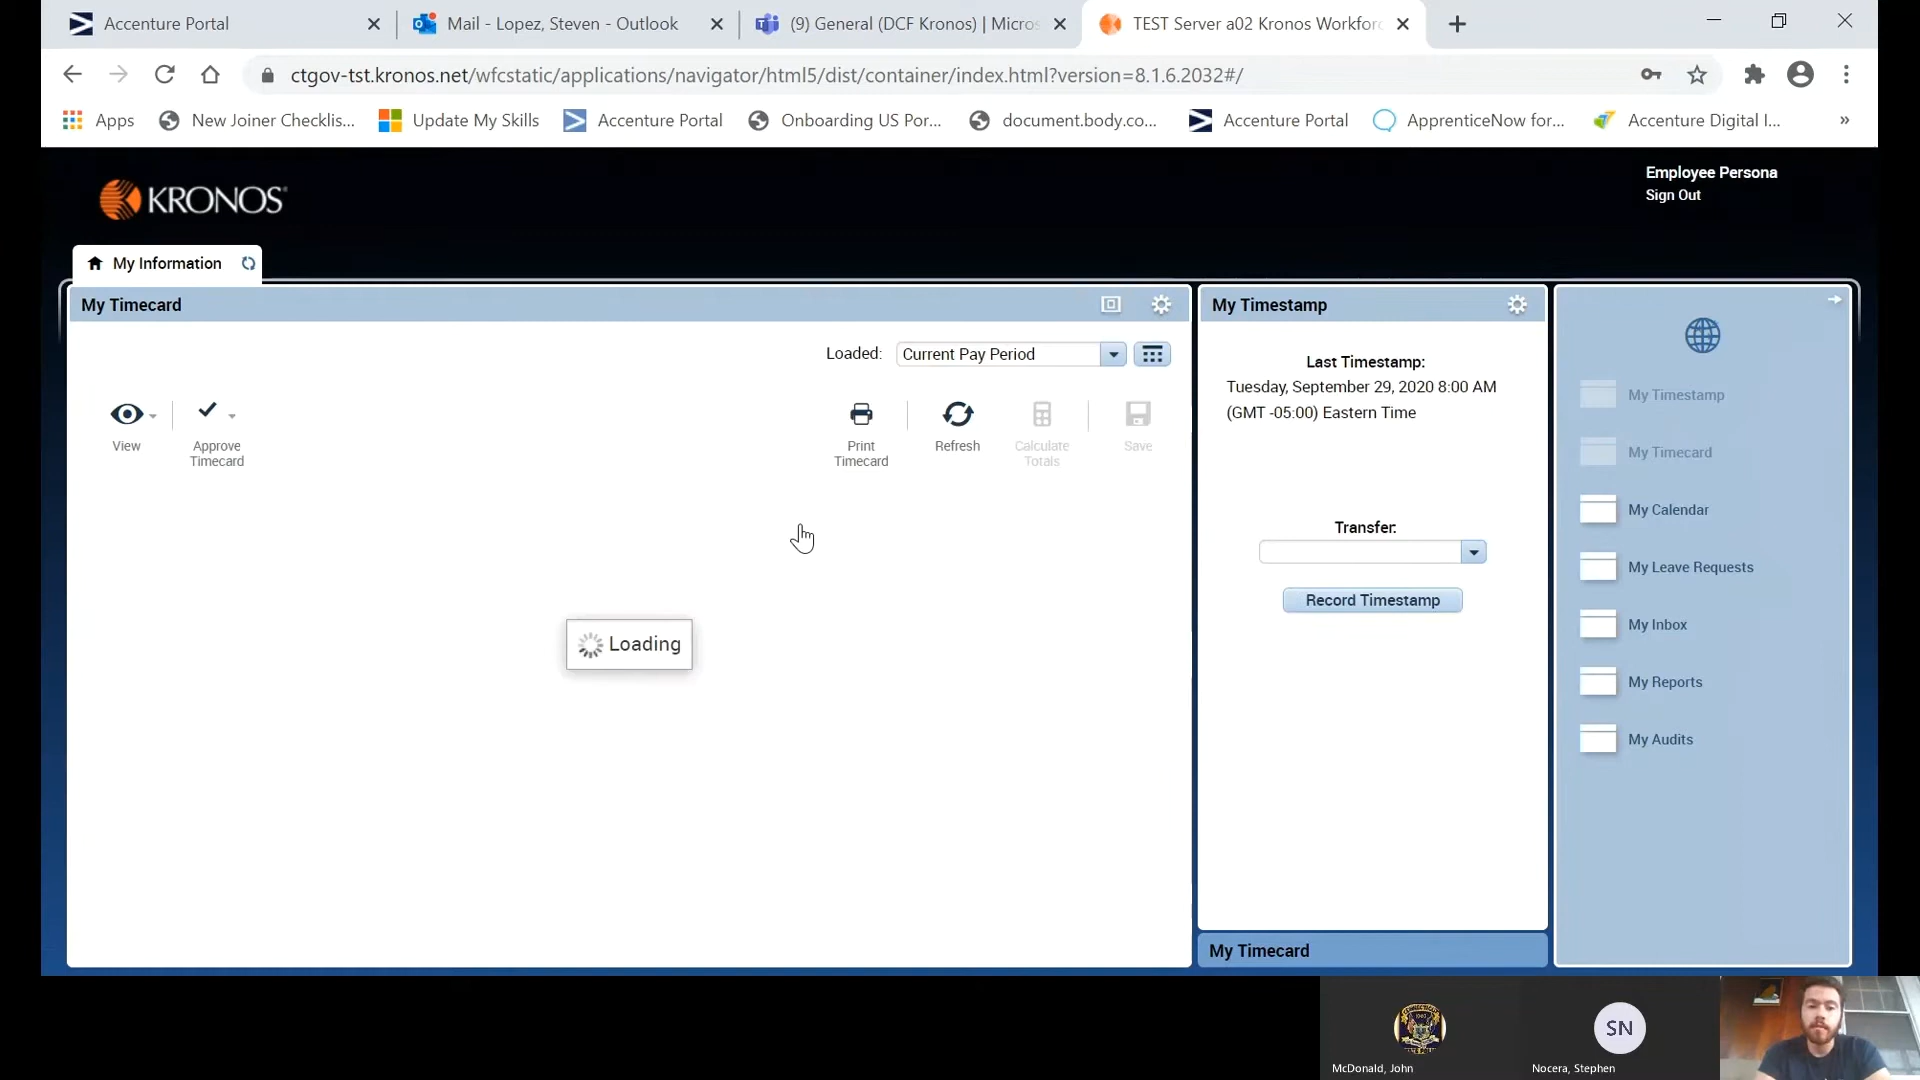 Accenture Portal
Mail - Lopez, Steven - Outlook
(9) General (DCF Kronos) | Micros
TEST Server a02 Kronos Workforc
ctgov-tst.kronos.net/wfcstatic/applications/navigator/html5/dist/container/index.html?version=8.1.6.2032#/
Apps
New Joiner Checklis...
Update My Skills
Accenture Portal
Onboarding US Por...
document.body.co...
Accenture Portal
ApprenticeNow for...
Accenture Digital I...
»
KRONOS
Employee Persona
Sign Out
My Information
My Timecard
Loaded:
Current Pay Period
View
Approve
Timecard
Print
Timecard
Refresh
Calculate
Totals
Save
Loading
My Timestamp
Last Timestamp:
Tuesday, September 29, 2020 8:00 AM
(GMT -05:00) Eastern Time
Transfer:
Record Timestamp
My Timecard
My Timestamp
My Timecard
My Calendar
My Leave Requests
My Inbox
My Reports
My Audits
McDonald, John
SN
Nocera, Stephen